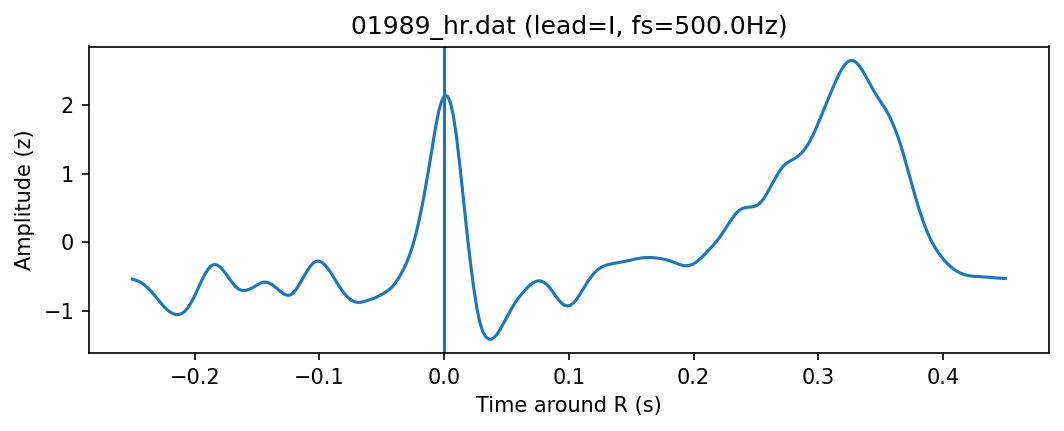 01989_hr.dat (lead=I, fs=500.0Hz)
Amplitude (z)
2
1
0
−1
−0.2 −0.1 0.0 0.1 0.2 0.3 0.4
Time around R (s)